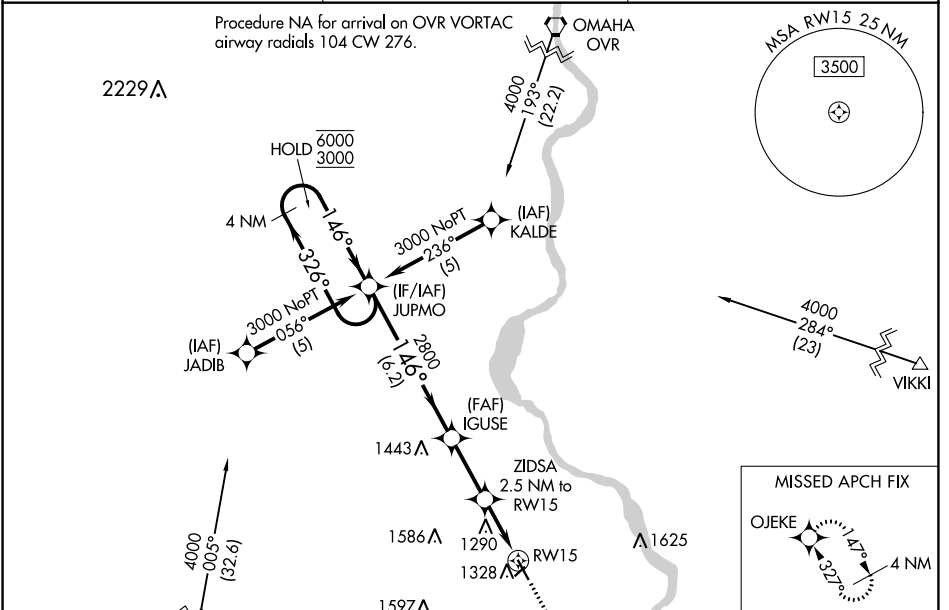 Procedure NA for arrival on OVR VORTAC
airway radials 104 CW 276.
OMAHA
OVR
4000
193°
(22.2)
MSA RW15 25 NM
3500
2229
HOLD
6000
3000
4 NM
146°
326°
(IAF)
KALDE
3000 NoPT
236°
(5)
(IF/IAF)
JUPMO
3000 NoPT
056°
(5)
(IAF)
JADIB
2800
146°
(6.2)
4000
284°
(23)
VIKKI
(FAF)
IGUSE
1443
ZIDSA
2.5 NM to
RW15
1586
1290
1328
RW15
1625
1597
4000
005°
(32.6)
MISSED APCH FIX
OJEKE
147°
327°
4 NM